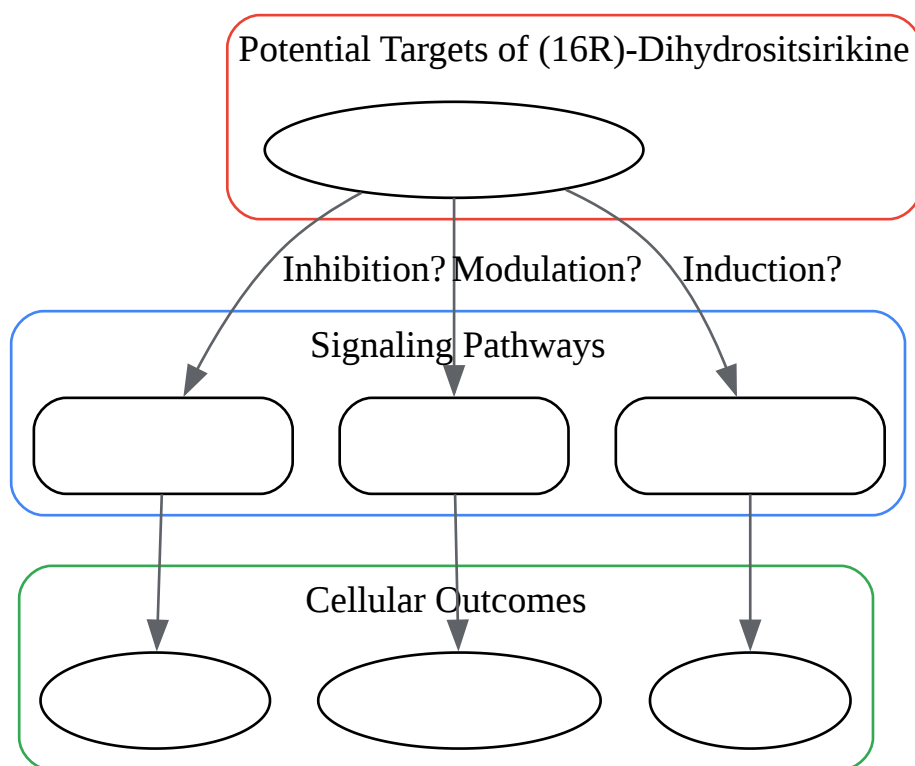 Potential Targets of (16R)-Dihydrositsirikine
Inhibition?
Modulation?
Induction?
Signaling Pathways
Cellular Outcomes